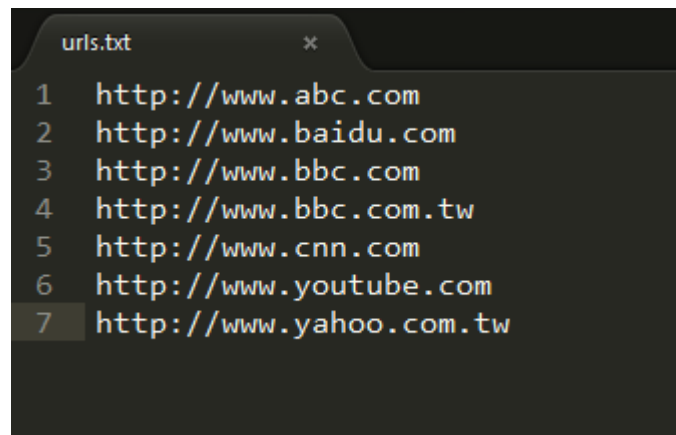 urls.txt ×
1 http://www.abc.com
2 http://www.baidu.com
3 http://www.bbc.com
4 http://www.bbc.com.tw
5 http://www.cnn.com
6 http://www.youtube.com
7 http://www.yahoo.com.tw